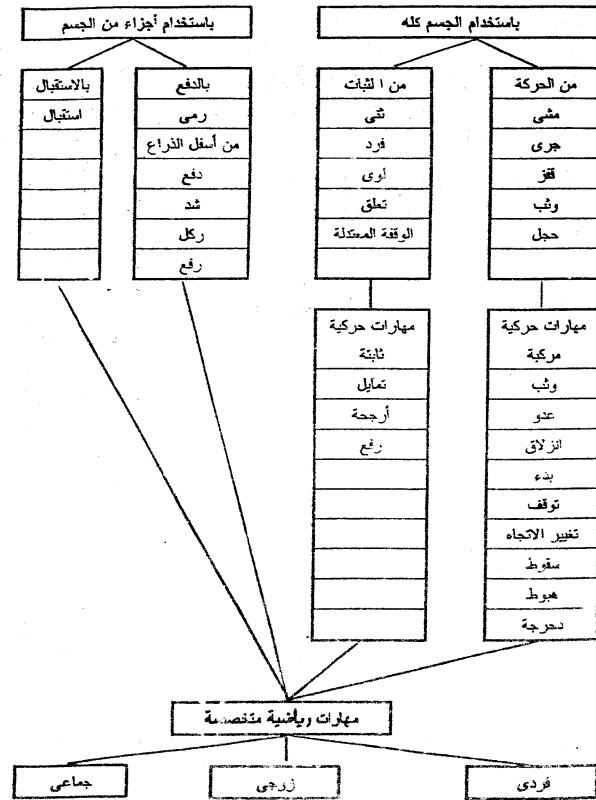 باستخدام الجسم كله
باستخدام أجزاء من الجسم
من الحركة
مشى
جرى
قفز
وثب
حجل
من الثبات
ثنى
فرد
لوى
تعلق
الوقفة المعتدلة
بالدفع
رمى
من أسفل الذراع
دفع
شد
ركل
رفع
بالاستقبال
استقبال
مهارات حركية
مركبة
وثب
عدو
انزلاق
بدء
توقف
تغيير الاتجاه
سقوط
هبوط
دحرجة
مهارات حركية
ثابتة
تمايل
أرجحة
رفع
مهارات رياضية متخصصة
فردى
زوجى
جماعى